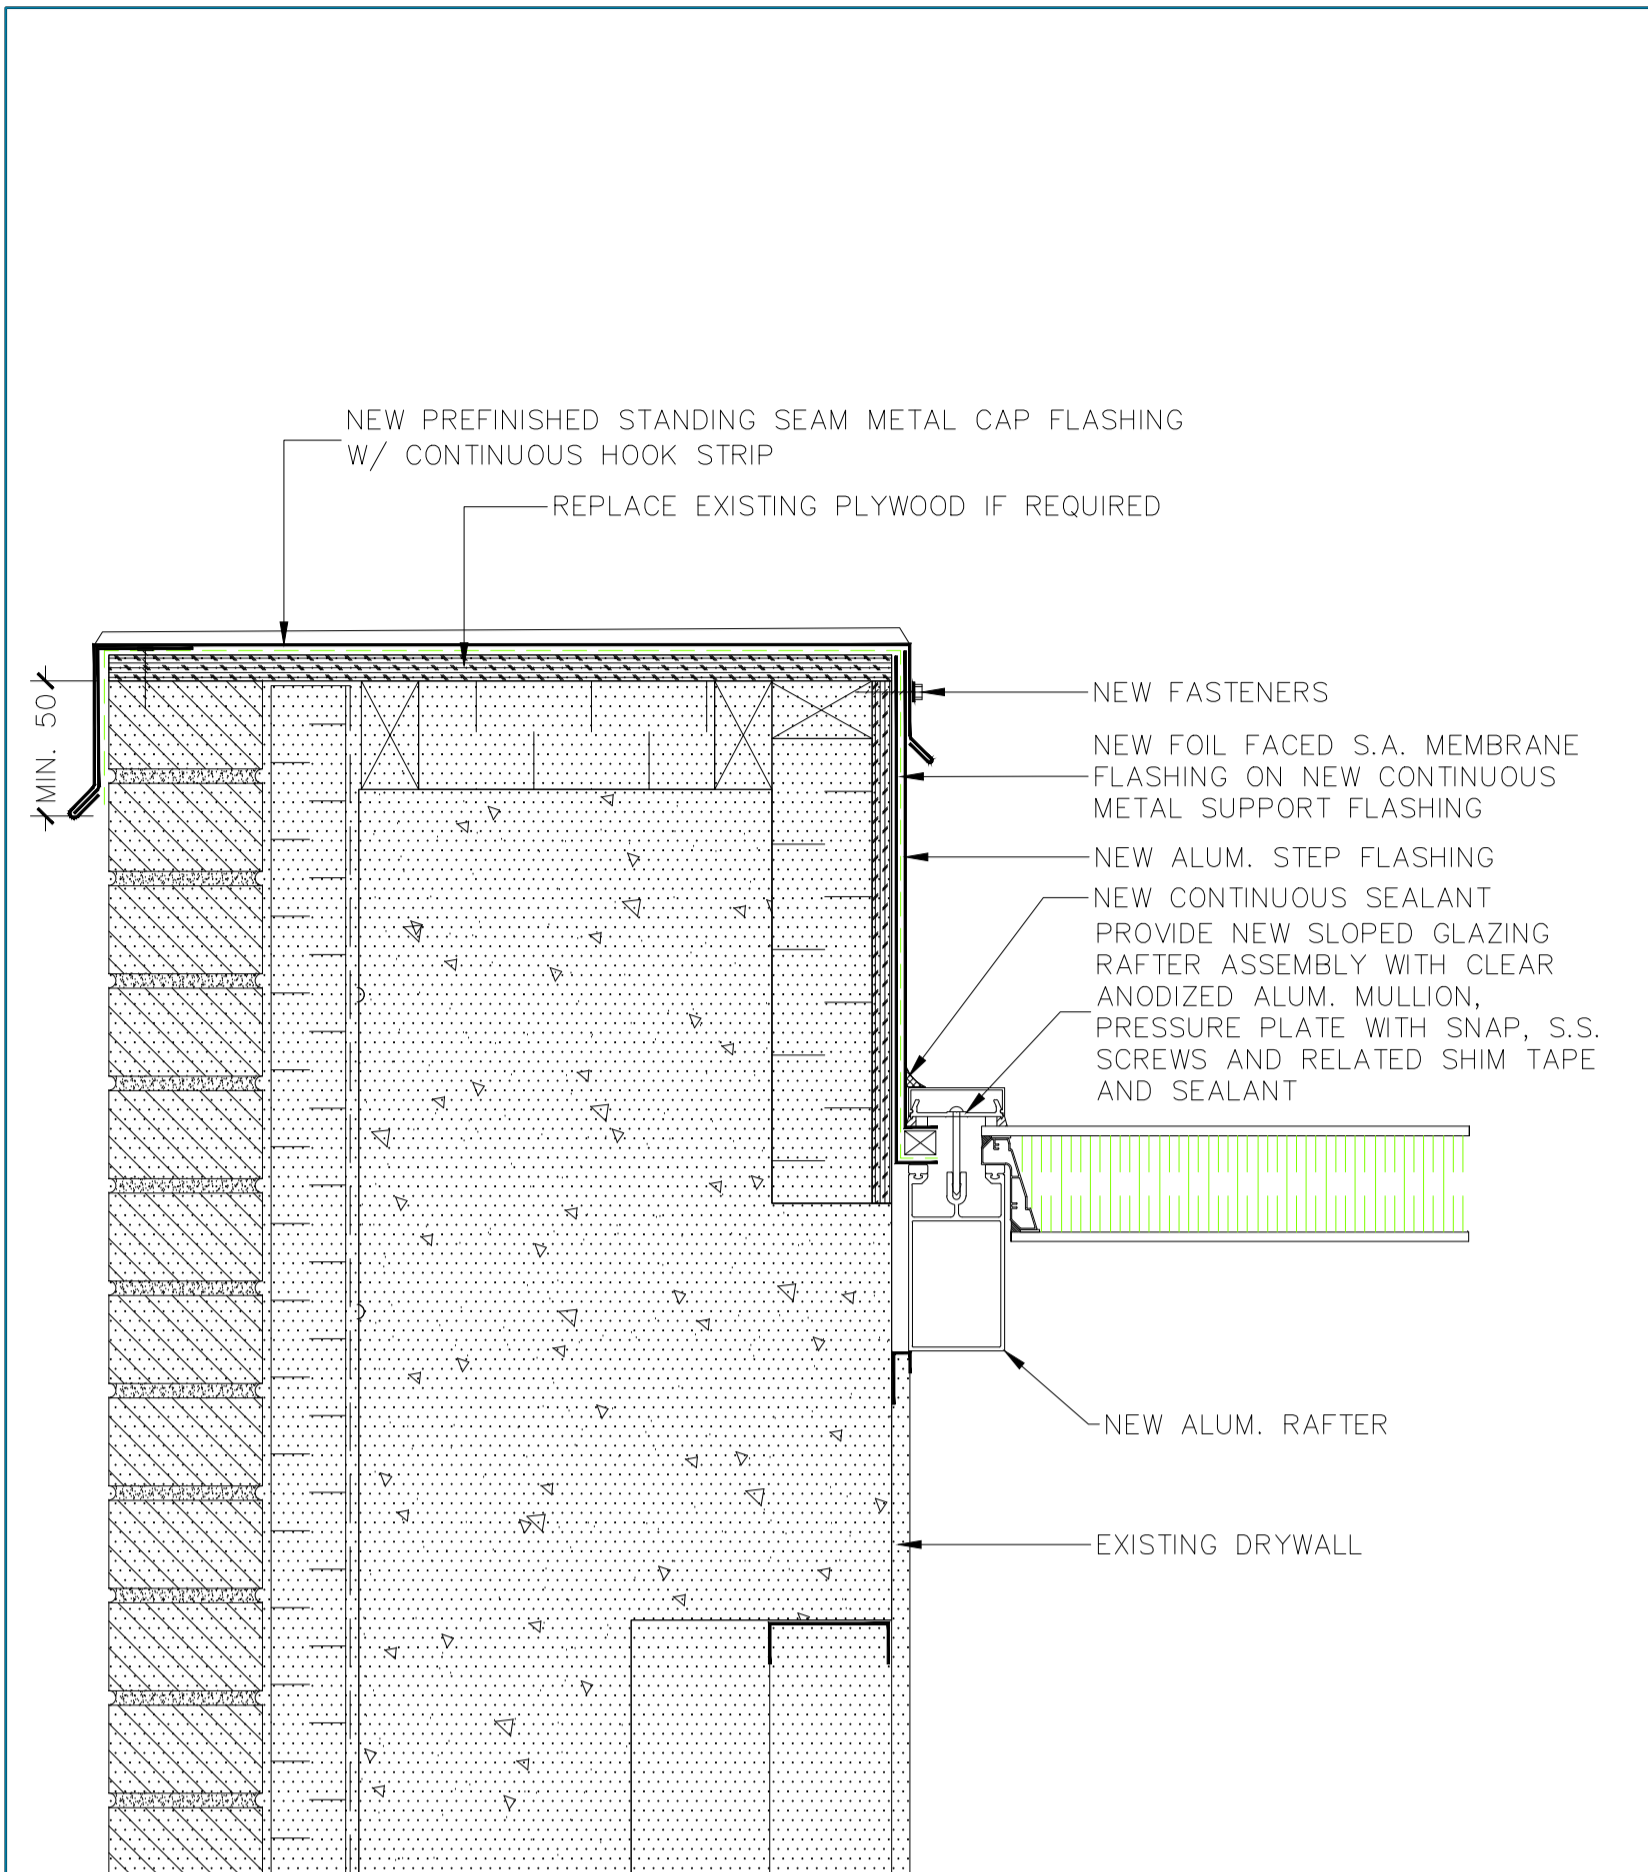 NEW PREFINISHED STANDING SEAM METAL CAP FLASHING
W/ CONTINUOUS HOOK STRIP
REPLACE EXISTING PLYWOOD IF REQUIRED
MIN. 50
NEW FASTENERS
NEW FOIL FACED S.A. MEMBRANE
FLASHING ON NEW CONTINUOUS
METAL SUPPORT FLASHING
NEW ALUM. STEP FLASHING
NEW CONTINUOUS SEALANT
PROVIDE NEW SLOPED GLAZING
RAFTER ASSEMBLY WITH CLEAR
ANODIZED ALUM. MULLION,
PRESSURE PLATE WITH SNAP, S.S.
SCREWS AND RELATED SHIM TAPE
AND SEALANT
NEW ALUM. RAFTER
EXISTING DRYWALL